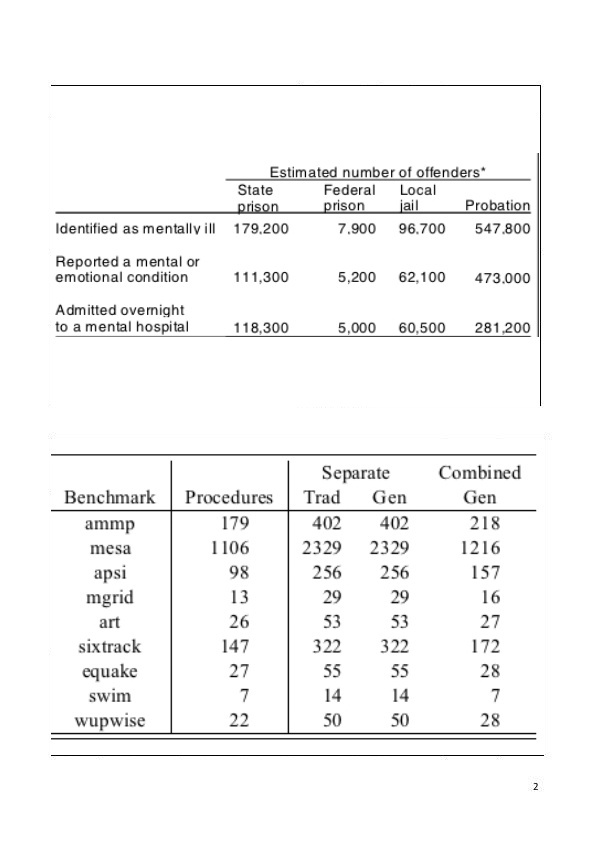 Estimated number of offenders*
State Federal Local
prison prison jail Probation
Identified as mentally ill 179,200 7,900 96,700 547,800
Reported a mental or
emotional condition 111,300 5,200 62,100 473,000
Admitted overnight
to a mental hospital 118,300 5,000 60,500 281,200
Separate Combined
Benchmark Procedures Trad Gen Gen
ammp 179 402 402 218
mesa 1106 2329 2329 1216
apsi 98 256 256 157
mgrid 13 29 29 16
art 26 53 53 27
sixtrack 147 322 322 172
equake 27 55 55 28
swim 7 14 14 7
wupwise 22 50 50 28
2